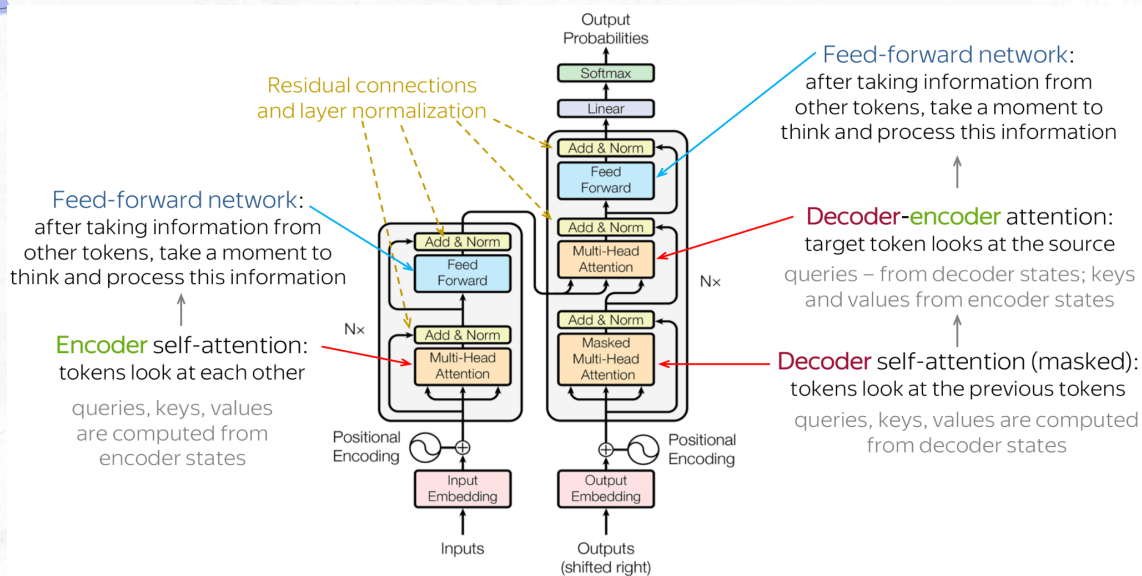 Output
Probabilities
Softmax
Linear
Add & Norm
Feed
Forward
Add & Norm
Multi-Head
Attention
Add & Norm
Masked
Multi-Head
Attention
Nx
Positional
Encoding
Output
Embedding
Outputs
(shifted right)
Residual connections
and layer normalization
Feed-forward network:
after taking information from
other tokens, take a moment to
think and process this information
Encoder self-attention:
tokens look at each other
queries, keys, values
are computed from
encoder states
Add & Norm
Feed
Forward
Nx
Add & Norm
Multi-Head
Attention
Positional
Encoding
Input
Embedding
Inputs
Feed-forward network:
after taking information from
other tokens, take a moment to
think and process this information
Decoder-encoder attention:
target token looks at the source
queries – from decoder states; keys
and values from encoder states
Decoder self-attention (masked):
tokens look at the previous tokens
queries, keys, values are computed
from decoder states